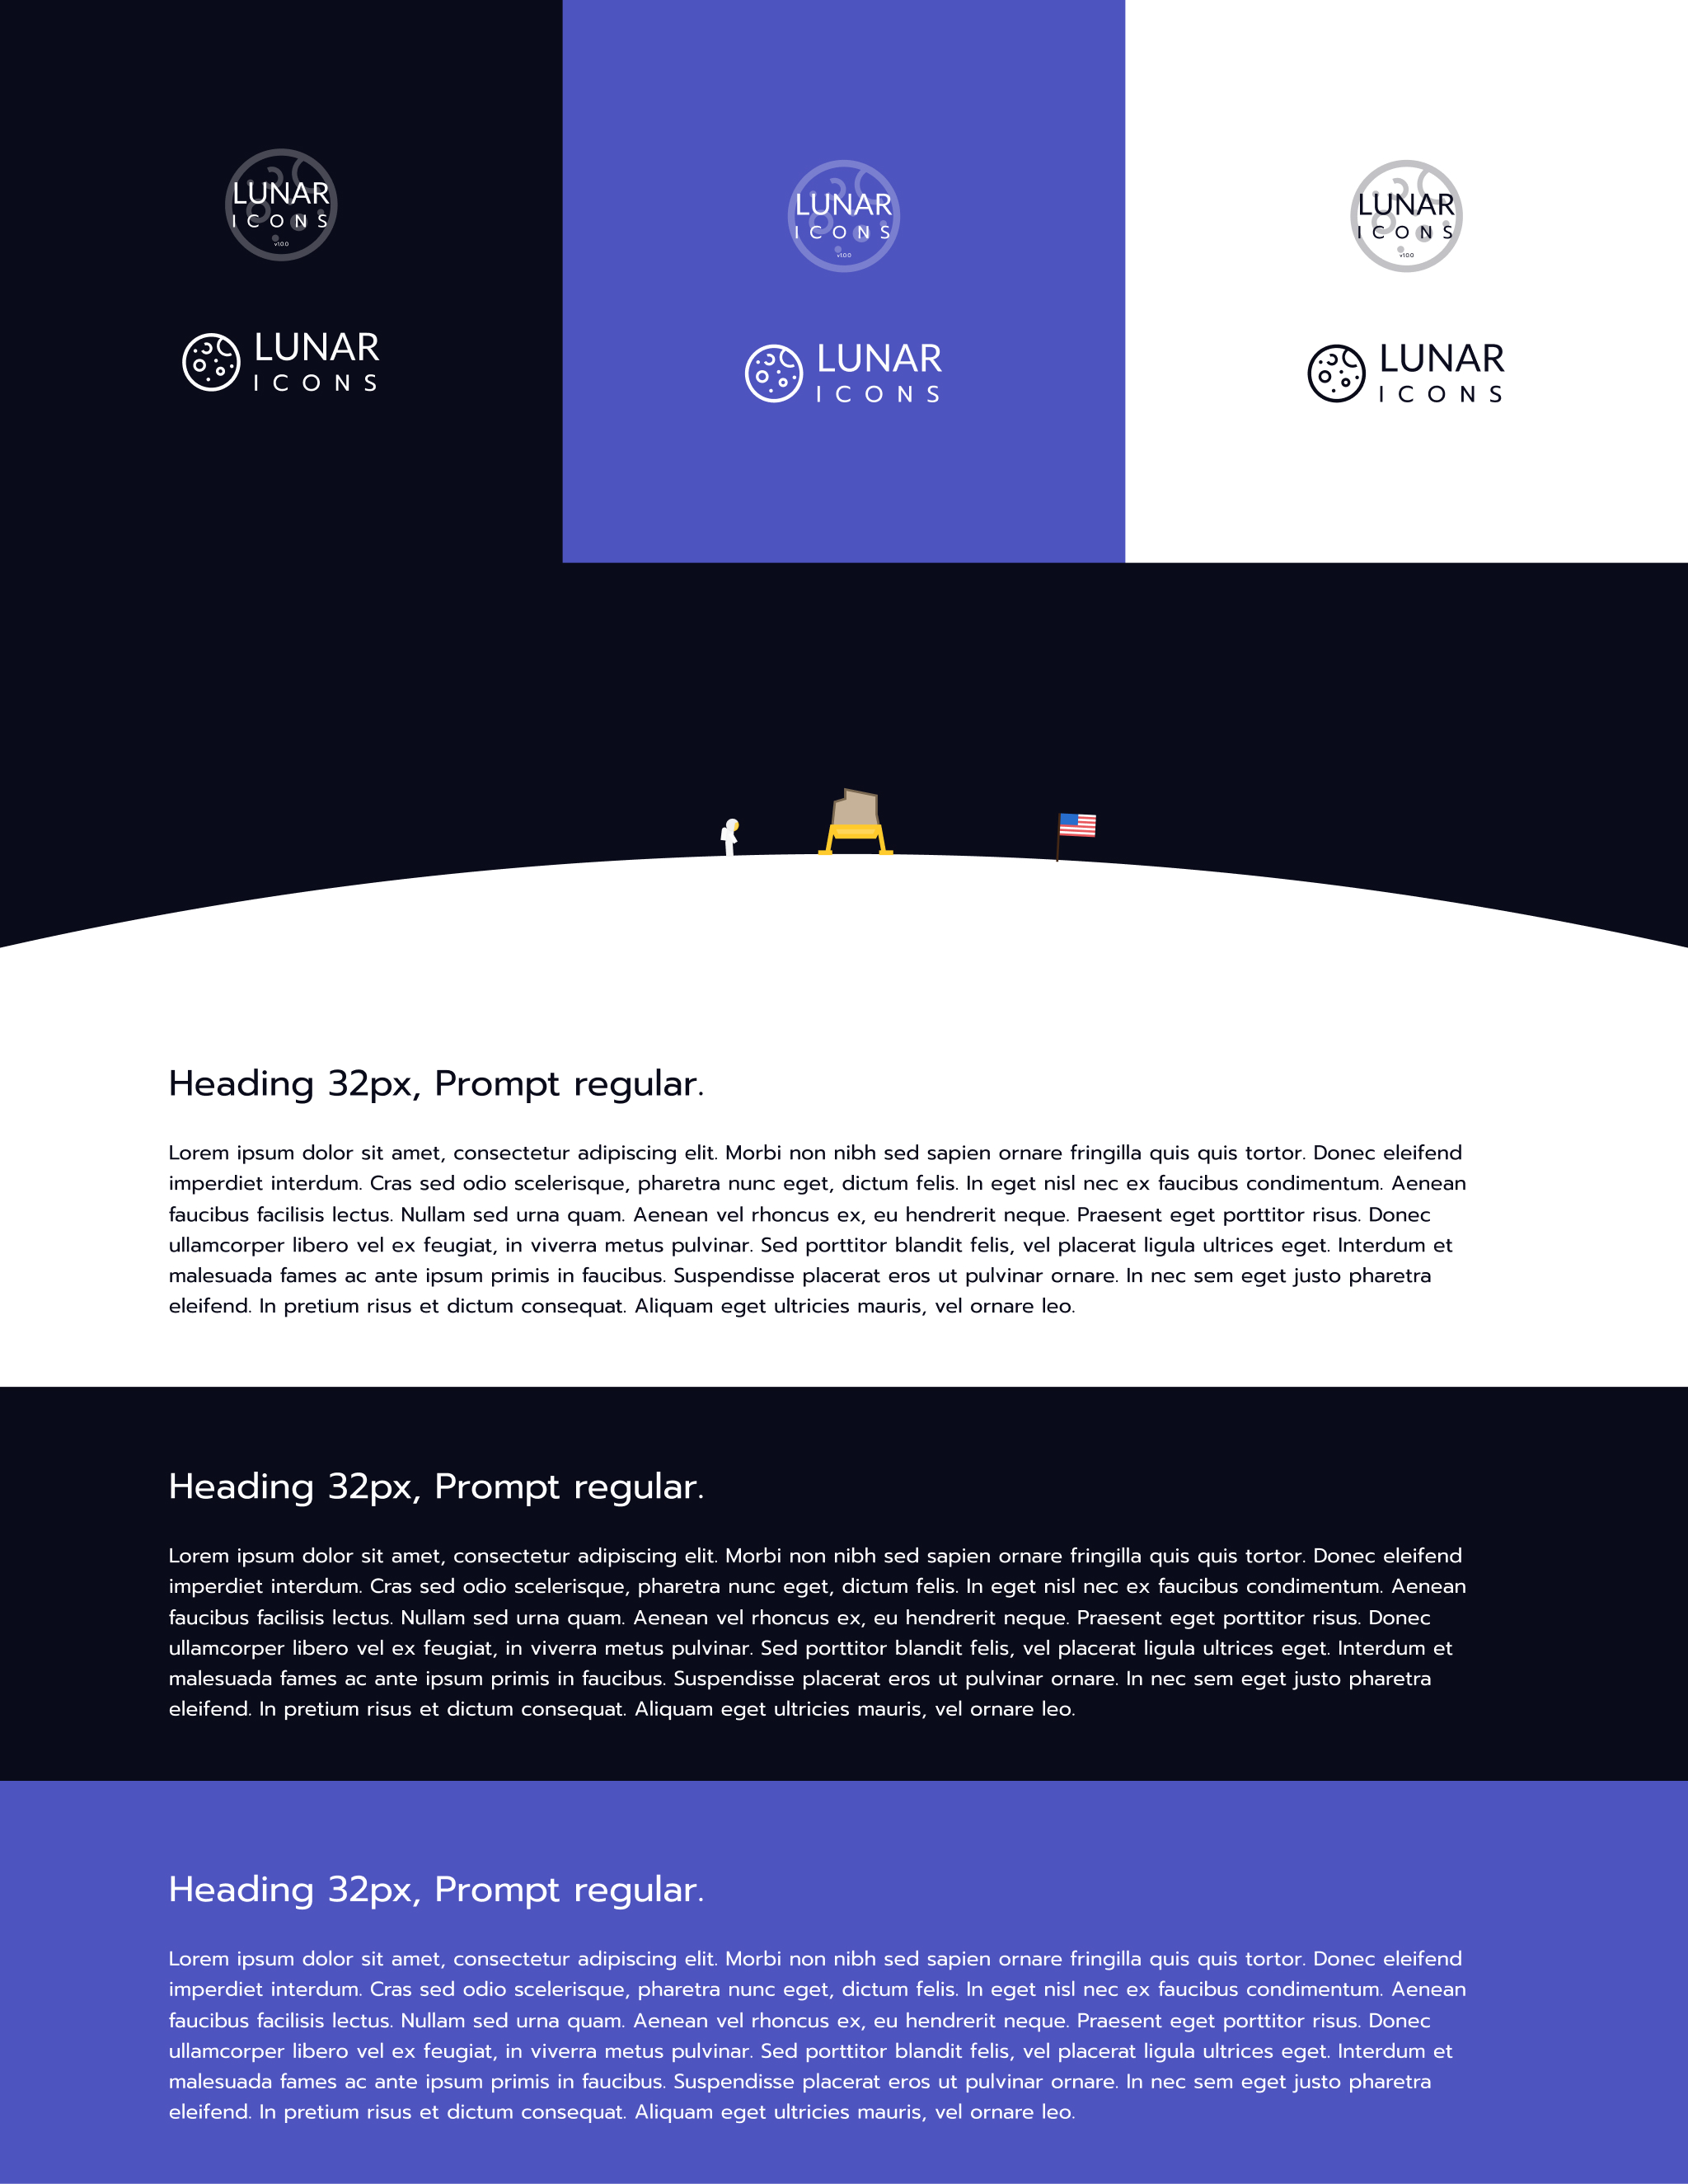 LUNAR
ICONS
v1.0.0
LUNAR
ICONS
LUNAR
ICONS
v1.0.0
LUNAR
ICONS
LUNAR
ICONS
v1.0.0
LUNAR
ICONS
Heading 32px, Prompt regular.
Lorem ipsum dolor sit amet, consectetur adipiscing elit. Morbi non nibh sed sapien ornare fringilla quis quis tortor. Donec eleifend
imperdiet interdum. Cras sed odio scelerisque, pharetra nunc eget, dictum felis. In eget nisl nec ex faucibus condimentum. Aenean
faucibus facilisis lectus. Nullam sed urna quam. Aenean vel rhoncus ex, eu hendrerit neque. Praesent eget porttitor risus. Donec
ullamcorper libero vel ex feugiat, in viverra metus pulvinar. Sed porttitor blandit felis, vel placerat ligula ultrices eget. Interdum et
malesuada fames ac ante ipsum primis in faucibus. Suspendisse placerat eros ut pulvinar ornare. In nec sem eget justo pharetra
eleifend. In pretium risus et dictum consequat. Aliquam eget ultricies mauris, vel ornare leo.
Heading 32px, Prompt regular.
Lorem ipsum dolor sit amet, consectetur adipiscing elit. Morbi non nibh sed sapien ornare fringilla quis quis tortor. Donec eleifend
imperdiet interdum. Cras sed odio scelerisque, pharetra nunc eget, dictum felis. In eget nisl nec ex faucibus condimentum. Aenean
faucibus facilisis lectus. Nullam sed urna quam. Aenean vel rhoncus ex, eu hendrerit neque. Praesent eget porttitor risus. Donec
ullamcorper libero vel ex feugiat, in viverra metus pulvinar. Sed porttitor blandit felis, vel placerat ligula ultrices eget. Interdum et
malesuada fames ac ante ipsum primis in faucibus. Suspendisse placerat eros ut pulvinar ornare. In nec sem eget justo pharetra
eleifend. In pretium risus et dictum consequat. Aliquam eget ultricies mauris, vel ornare leo.
Heading 32px, Prompt regular.
Lorem ipsum dolor sit amet, consectetur adipiscing elit. Morbi non nibh sed sapien ornare fringilla quis quis tortor. Donec eleifend
imperdiet interdum. Cras sed odio scelerisque, pharetra nunc eget, dictum felis. In eget nisl nec ex faucibus condimentum. Aenean
faucibus facilisis lectus. Nullam sed urna quam. Aenean vel rhoncus ex, eu hendrerit neque. Praesent eget porttitor risus. Donec
ullamcorper libero vel ex feugiat, in viverra metus pulvinar. Sed porttitor blandit felis, vel placerat ligula ultrices eget. Interdum et
malesuada fames ac ante ipsum primis in faucibus. Suspendisse placerat eros ut pulvinar ornare. In nec sem eget justo pharetra
eleifend. In pretium risus et dictum consequat. Aliquam eget ultricies mauris, vel ornare leo.